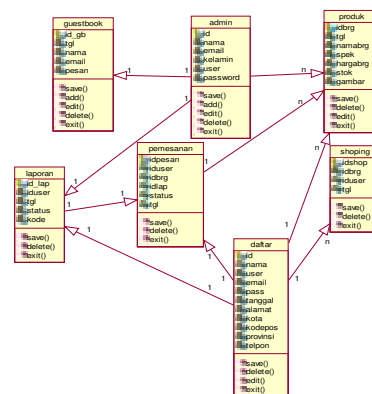 guestbook
id_gb
tgl
nama
email
pesan
save()
add()
edit()
delete()
exit()
admin
id
nama
email
kelamin
user
password
save()
add()
edit()
delete()
exit()
produk
idbrg
tgl
namabrg
spek
hargabrg
stok
gambar
save()
delete()
edit()
exit()
1
1
1
n
1
n
pemesanan
idpesan
iduser
idbrg
idlap
status
tgl
save()
delete()
exit()
1
n
shoping
idshop
idbrg
iduser
tgl
save()
delete()
exit()
laporan
id_lap
iduser
tgl
status
kode
save()
delete()
exit()
1
1
1
1
1
1
1
1
n
1
daftar
id
nama
user
email
pass
tanggal
alamat
kota
kodepos
provinsi
telpon
save()
delete()
edit()
exit()